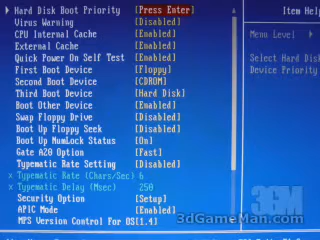 Hard Disk Boot Priority [Press Enter]
Virus Warning [Disabled]
CPU Internal Cache [Enabled]
External Cache [Enabled]
Quick Power On Self Test [Enabled]
First Boot Device [Floppy]
Second Boot Device [CDROM]
Third Boot Device [Hard Disk]
Boot Other Device [Enabled]
Swap Floppy Drive [Disabled]
Boot Up Floppy Seek [Disabled]
Boot Up NumLock Status [On]
Gate A20 Option [Fast]
Typematic Rate Setting [Disabled]
x Typematic Rate (Chars/Sec) 6
x Typematic Delay (Msec) 250
Security Option [Setup]
APIC Mode [Enabled]
MPS Version Control For OS[1.4]
Item Help
Menu Level
Select Hard Disk
Device Priority
3GM
3dGameMan.com